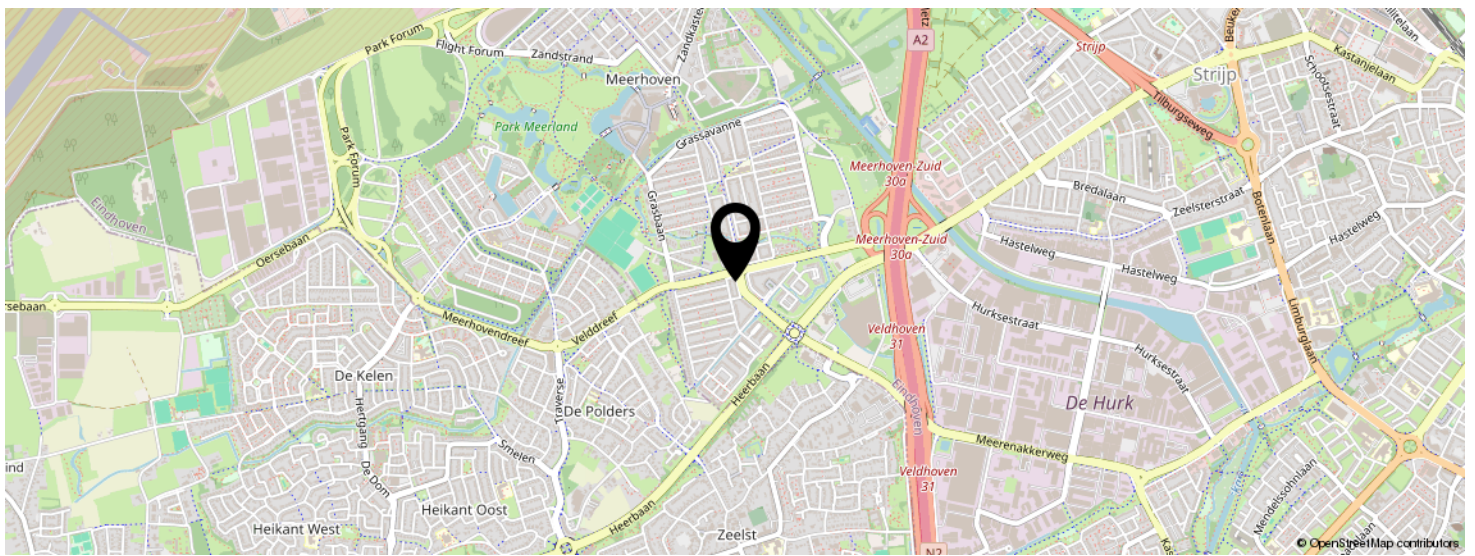 Park Forum
Flight Forum
Zandstrand
Meerhoven
A2
Strijp
Kastanjelaan
Strijp
Schootsestraat
Tilburgseweg
Park Meerland
Grassavanne
Park Forum
Meerhoven-Zuid
30a
Bredalaan
Zeelsterstraat
Botenlaan
Hastelweg
Eindhoven
Grasbaan
Oersebaan
Meerhoven-Zuid
30a
Hastelweg
Hastelweg
Limburglaan
Meerhovendreef
Velddreef
Veldhoven
31
Hurksestraat
Hurksestraat
De Kelen
Heerbaan
Eindhoven
De Hurk
Hertgang
Traverse
De Polders
Smelen
Meerenakkerweg
De Dom
Veldhoven
31
Mendelssohnlaan
Heikant West
Heikant Oost
Heerbaan
Zeelst
N2
© OpenStreetMap contributors